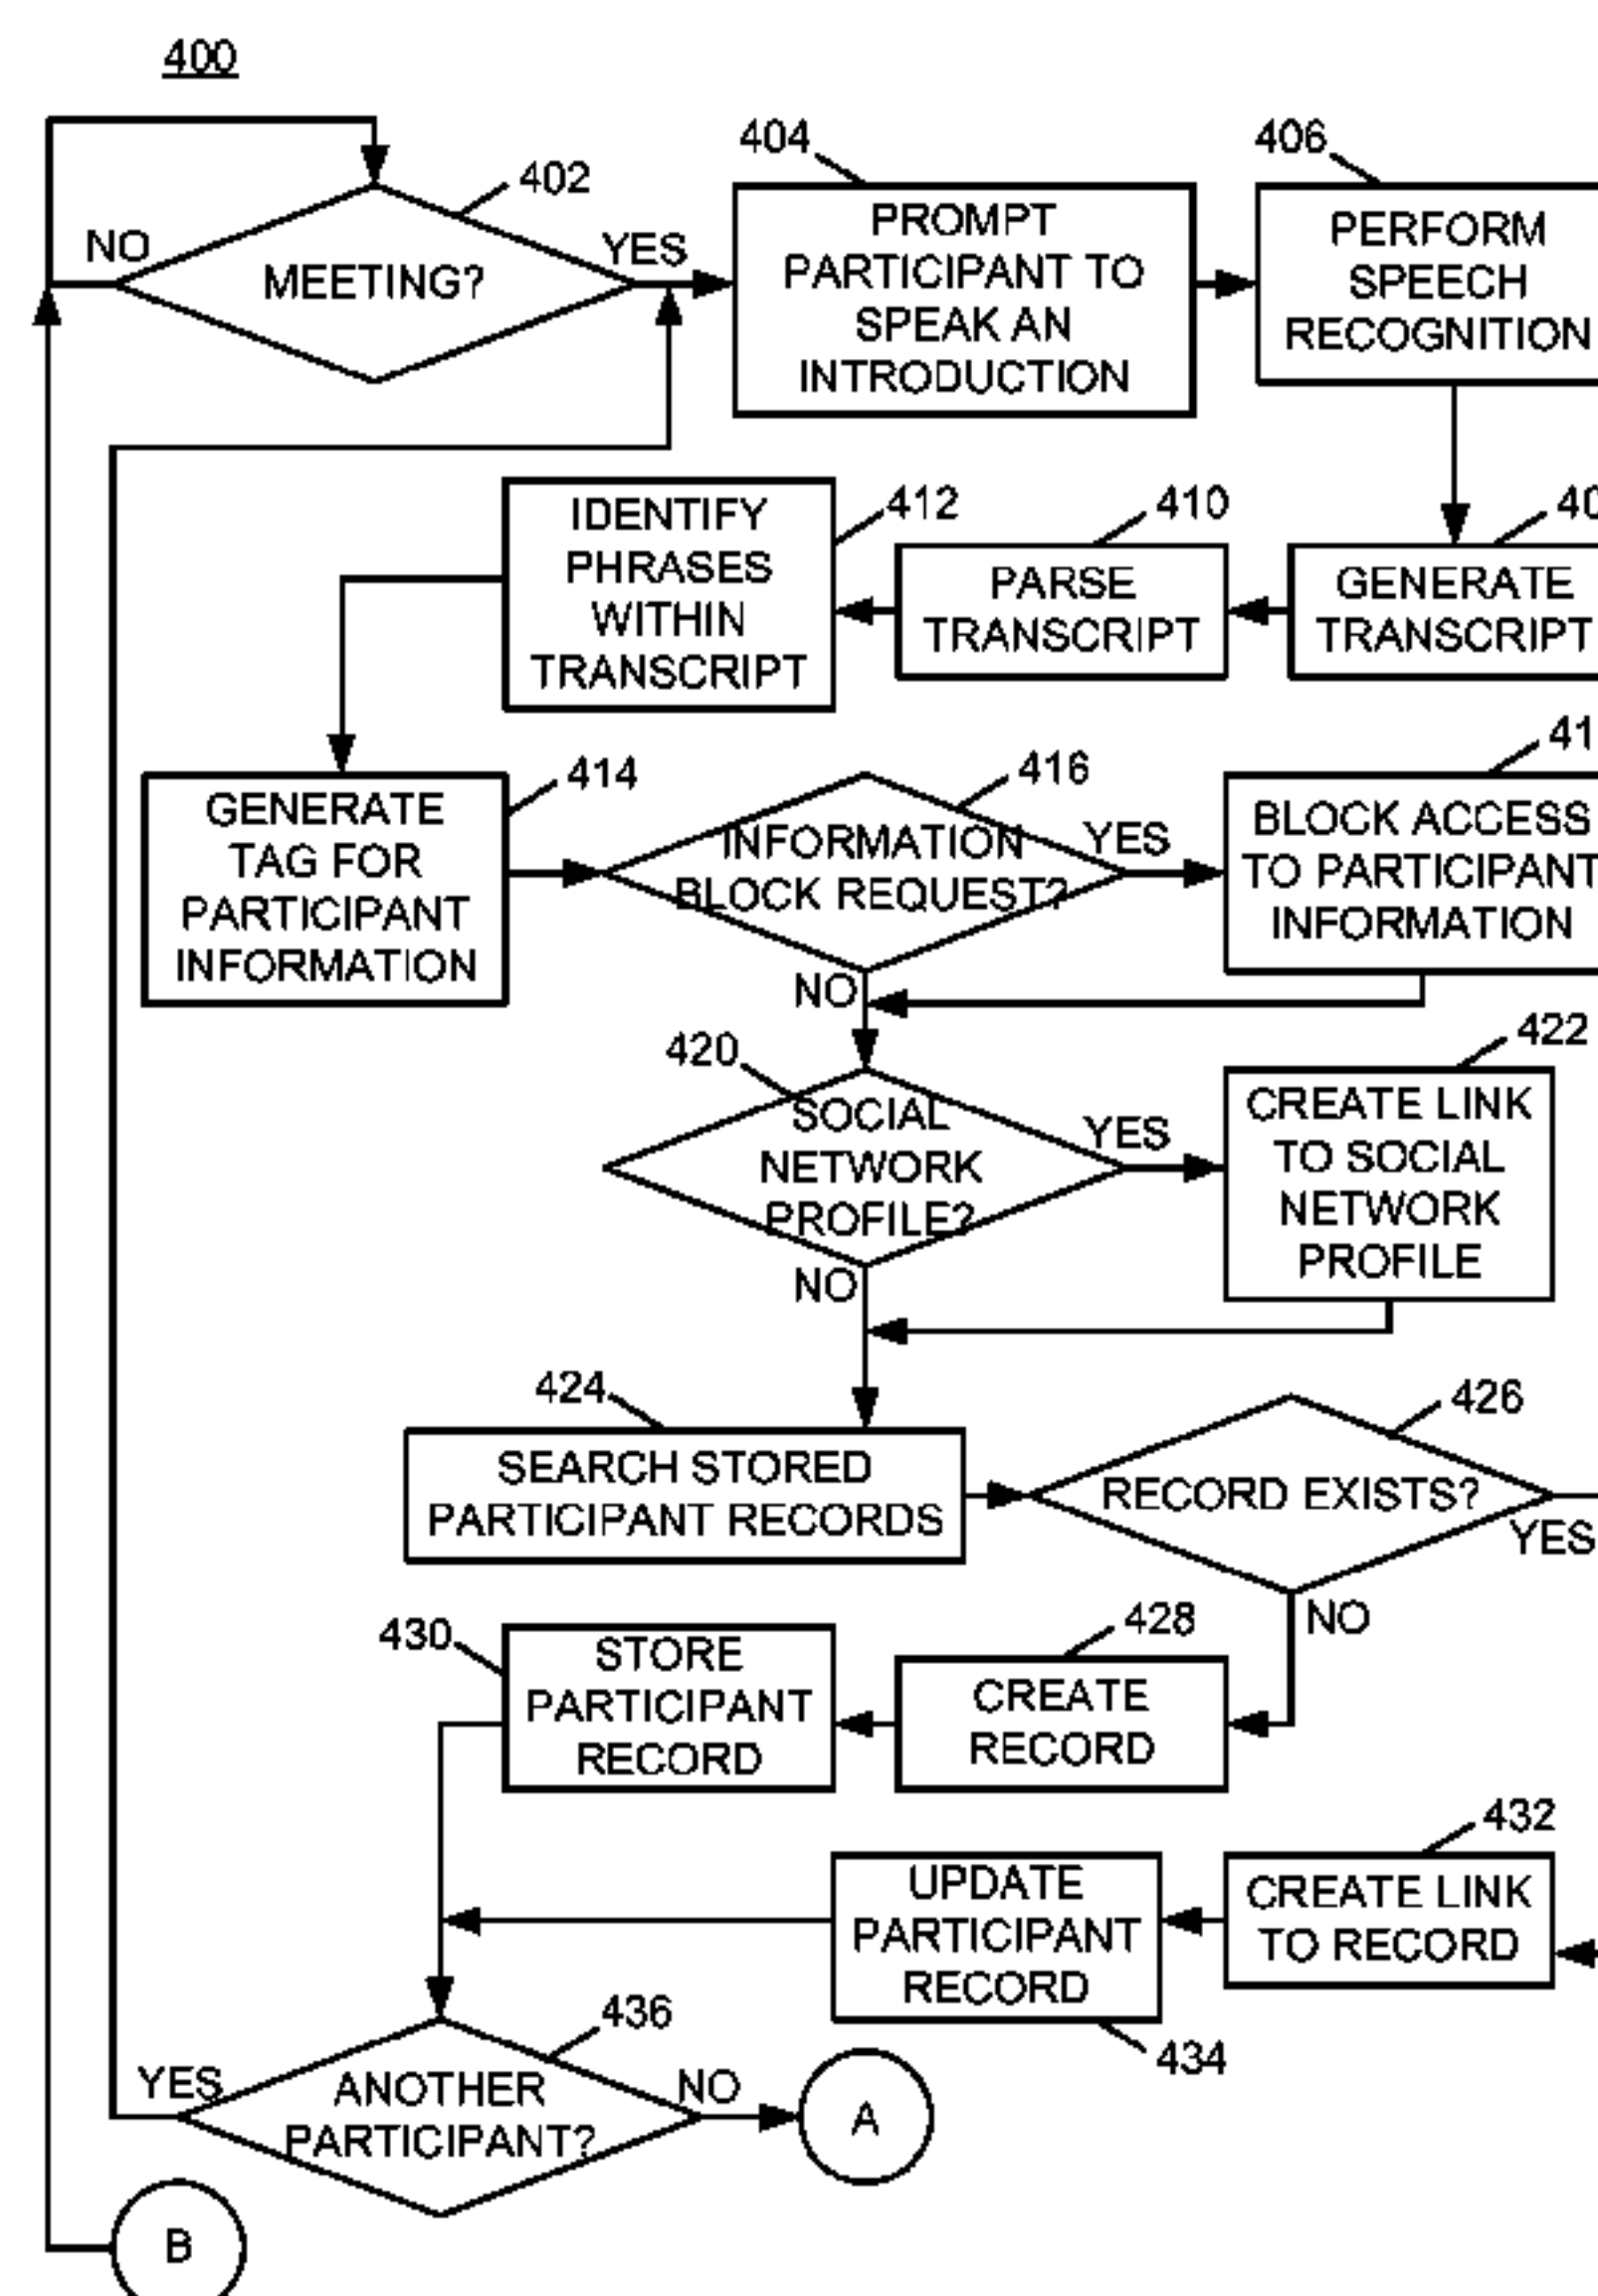 400
402
NO
MEETING?
YES
404
PROMPT
PARTICIPANT TO
SPEAK AN
INTRODUCTION
406
PERFORM
SPEECH
RECOGNITION
412
IDENTIFY
PHRASES
WITHIN
TRANSCRIPT
410
PARSE
TRANSCRIPT
40
GENERATE
TRANSCRIPT
414
GENERATE
TAG FOR
PARTICIPANT
INFORMATION
416
INFORMATION
BLOCK REQUEST?
YES
NO
41
BLOCK ACCESS
TO PARTICIPANT
INFORMATION
420
SOCIAL
NETWORK
PROFILE?
YES
NO
422
CREATE LINK
TO SOCIAL
NETWORK
PROFILE
424
SEARCH STORED
PARTICIPANT RECORDS
426
RECORD EXISTS?
YES
NO
430
STORE
PARTICIPANT
RECORD
428
CREATE
RECORD
432
CREATE LINK
TO RECORD
UPDATE
PARTICIPANT
RECORD
434
436
YES
ANOTHER
PARTICIPANT?
NO
A
B